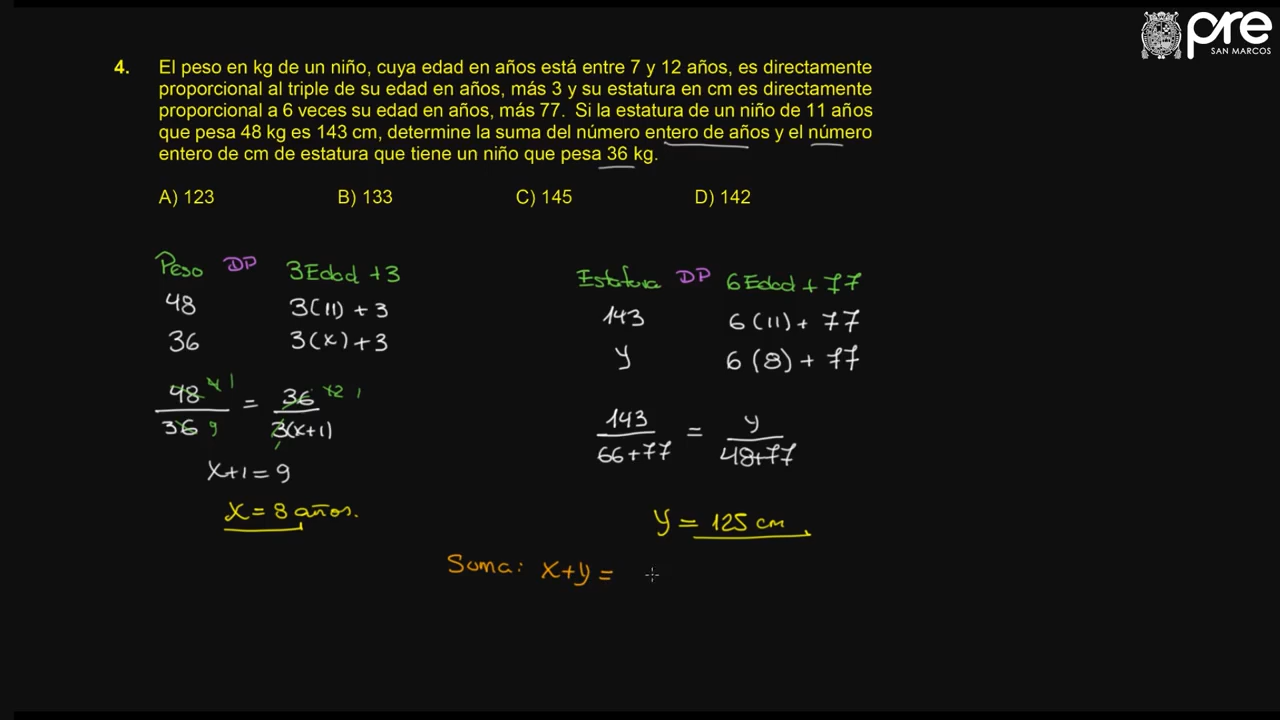 pre
SAN MARCOS
4. El peso en kg de un niño, cuya edad en años está entre 7 y 12 años, es directamente
proporcional al triple de su edad en años, más 3 y su estatura en cm es directamente
proporcional a 6 veces su edad en años, más 77. Si la estatura de un niño de 11 años
que pesa 48 kg es 143 cm, determine la suma del número entero de años y el número
entero de cm de estatura que tiene un niño que pesa 36 kg.
A) 123 B) 133 C) 145 D) 142
Peso DP 3Edad + 3
48 3(11) + 3
36 3(x) + 3
48 4 1 = 36 12 1
36 9 3(x+1) 1
x+1 = 9
x = 8 años.
Estatura DP 6Edad + 77
143 6(11) + 77
y 6(8) + 77
143 = y
66+77 48+77
y = 125 cm.
Suma: x+y =